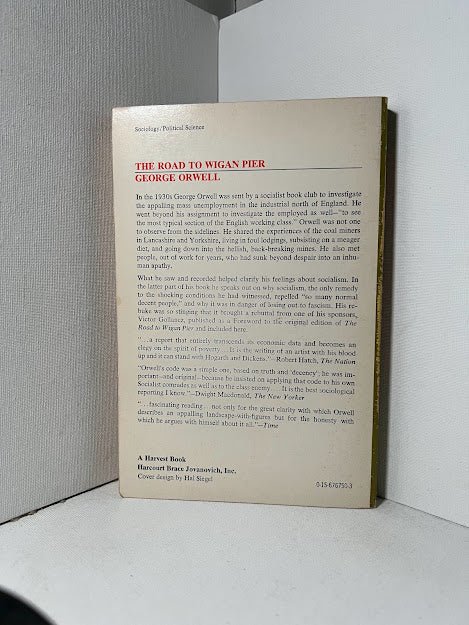 Sociology/Political Science
THE ROAD TO WIGAN PIER
GEORGE ORWELL
In the 1930s George Orwell was sent by a socialist book club to investigate
the appalling mass unemployment in the industrial north of England. He
went beyond his assignment to investigate the employed as well—"to see
the most typical section of the English working class." Orwell was not one
to observe from the sidelines. He shared the experiences of the coal miners
in Lancashire and Yorkshire, living in foul lodgings, subsisting on a meager
diet, and going down into the hellish, back-breaking mines. He also met
people, out of work for years, who had sunk beyond despair into an inhu-
man apathy.
What he saw and recorded helped clarify his feelings about socialism. In
the latter part of his book he speaks out on why socialism, the only remedy
to the shocking conditions he had witnessed, repelled "so many normal
decent people," and why it was in danger of losing out to fascism. His re-
buke was so stinging that it brought a rebuttal from one of his sponsors,
Victor Gollancz, published as a Foreword to the original edition of The
Road to Wigan Pier and included here.
". . . a report that entirely transcends its economic data and becomes an
elegy on the spirit of poverty. . . . It is the writing of an artist with his blood
up and it can stand with Hogarth and Dickens."—Robert Hatch, The Nation
"Orwell's code was a simple one, based on truth and 'decency'; he was im-
portant—and original—because he insisted on applying that code to his own
Socialist comrades as well as to the class enemy. . . . It is the best sociological
reporting I know."—Dwight Macdonald, The New Yorker
". . . fascinating reading . . . not only for the great clarity with which Orwell
describes an appalling landscape-with-figures but for the honesty with
which he argues with himself about it all."—Time
A Harvest Book
Harcourt Brace Jovanovich, Inc.
Cover design by Hal Siegel
0-15-676750-3